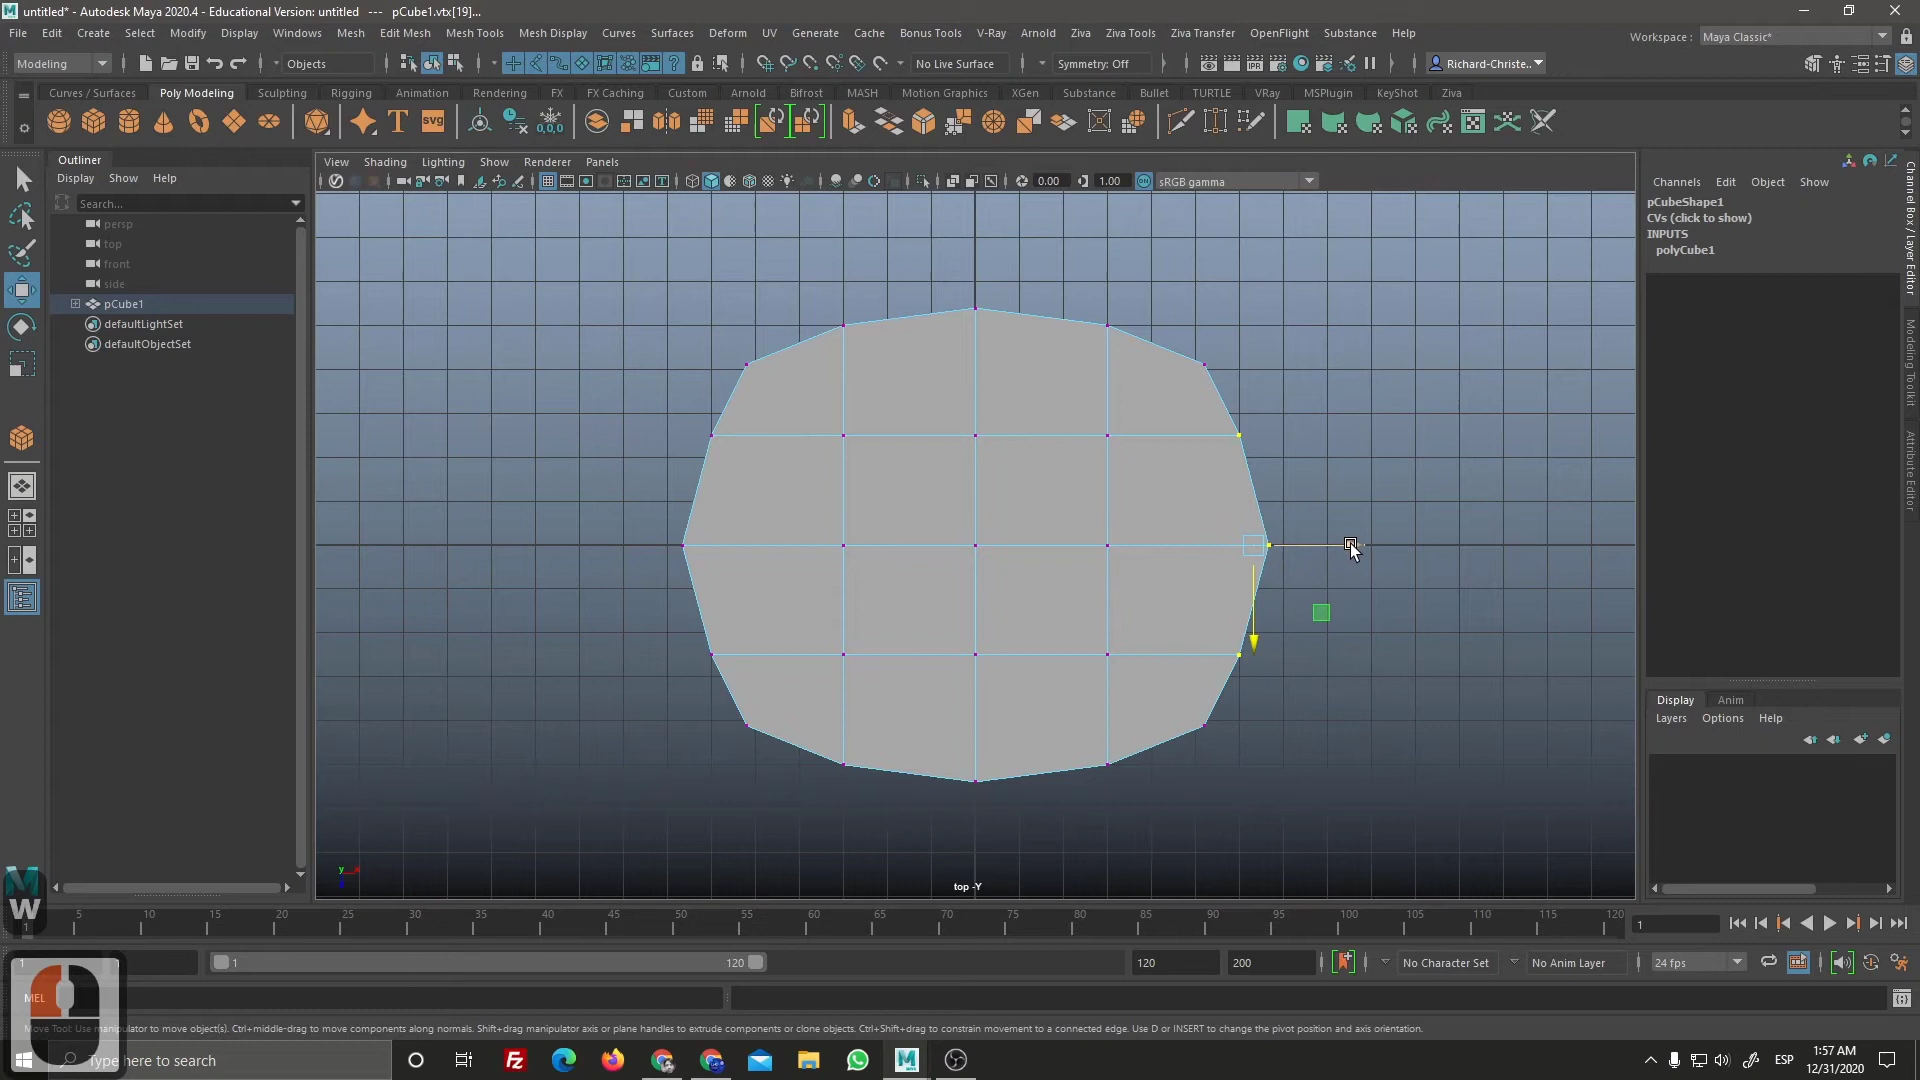 untitled* - Autodesk Maya 2020.4 - Educational Version: untitled --- pCube1.vtx[19]...
File Edit Create Select Modify Display Windows Mesh Edit Mesh Mesh Tools Mesh Display Curves Surfaces Deform UV Generate Cache Bonus Tools V-Ray Arnold Ziva Ziva Tools Ziva Transfer OpenFlight Substance Help Workspace : Maya Classic*
Modeling Objects No Live Surface Symmetry: Off Richard-Christe...
Curves / Surfaces Poly Modeling Sculpting Rigging Animation Rendering FX FX Caching Custom Arnold Bifrost MASH Motion Graphics XGen Substance Bullet TURTLE VRay MSPlugin KeyShot Ziva
Outliner
Display Show Help
Search...
persp
top
front
side
pCube1
defaultLightSet
defaultObjectSet
View Shading Lighting Show Renderer Panels
0.00 1.00 sRGB gamma
top -Y
Channels Edit Object Show
pCubeShape1
CVs (click to show)
INPUTS
polyCube1
Channel Box / Layer Editor
Modeling Toolkit
Attribute Editor
Display Anim
Layers Options Help
5 10 15 20 25 30 35 40 45 50 55 60 65 70 75 80 85 90 95 100 105 110 115 120
1 1
1 1 120 120 200 No Character Set No Anim Layer 24 fps
MEL
W
Move Tool: Use manipulator to move object(s). Ctrl+middle-drag to move components along normals. Shift+drag manipulator axis or plane handles to extrude components or clone objects. Ctrl+Shift+drag to constrain movement to a connected edge. Use D or INSERT to change the pivot position and axis orientation.
Type here to search
ESP
1:57 AM
12/31/2020